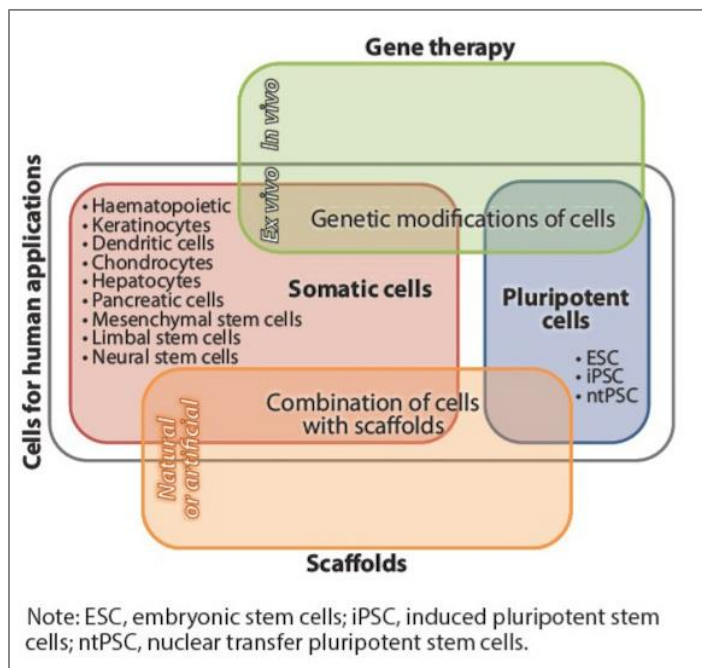 Gene therapy
Cells for human applications
In vivo
Ex vivo
• Haematopoietic
• Keratinocytes
• Dendritic cells
• Chondrocytes
• Hepatocytes
• Pancreatic cells
• Mesenchymal stem cells
• Limbal stem cells
• Neural stem cells
Genetic modifications of cells
Somatic cells
Pluripotent
cells
• ESC
• iPSC
• ntPSC
Combination of cells
with scaffolds
Natural
or artificial
Scaffolds
Note: ESC, embryonic stem cells; iPSC, induced pluripotent stem
cells; ntPSC, nuclear transfer pluripotent stem cells.